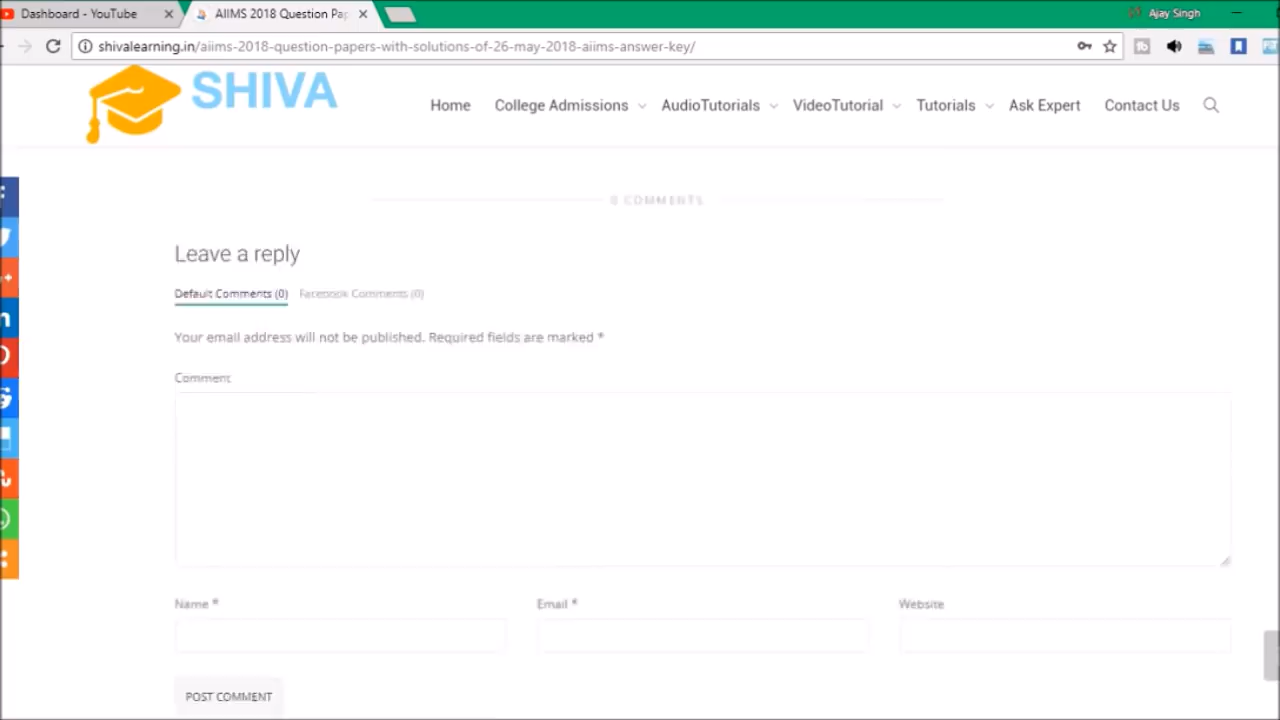 Dashboard - YouTube
AIIMS 2018 Question Pap
Ajay Singh
shivalearning.in/aiims-2018-question-papers-with-solutions-of-26-may-2018-aiims-answer-key/
SHIVA
Home College Admissions AudioTutorials VideoTutorial Tutorials Ask Expert Contact Us
0 COMMENTS
Leave a reply
Default Comments (0) Facebook Comments (0)
Your email address will not be published. Required fields are marked *
Comment
Name * Email * Website
POST COMMENT